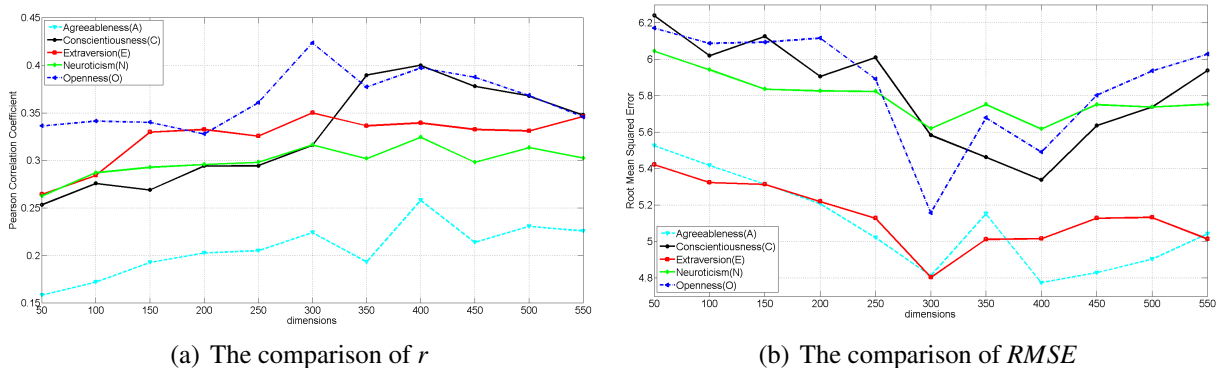 0.45
0.4
0.35
0.3
0.25
0.2
0.15
Pearson Correlation Coefficient
Agreeableness(A)
Conscientiousness(C)
Extraversion(E)
Neuroticism(N)
Openness(O)
50 100 150 200 250 300 350 400 450 500 550
dimensions
(a) The comparison of r
6.2
6
5.8
5.6
5.4
5.2
5
4.8
Root Mean Squared Error
Agreeableness(A)
Conscientiousness(C)
Extraversion(E)
Neuroticism(N)
Openness(O)
50 100 150 200 250 300 350 400 450 500 550
dimensions
(b) The comparison of RMSE